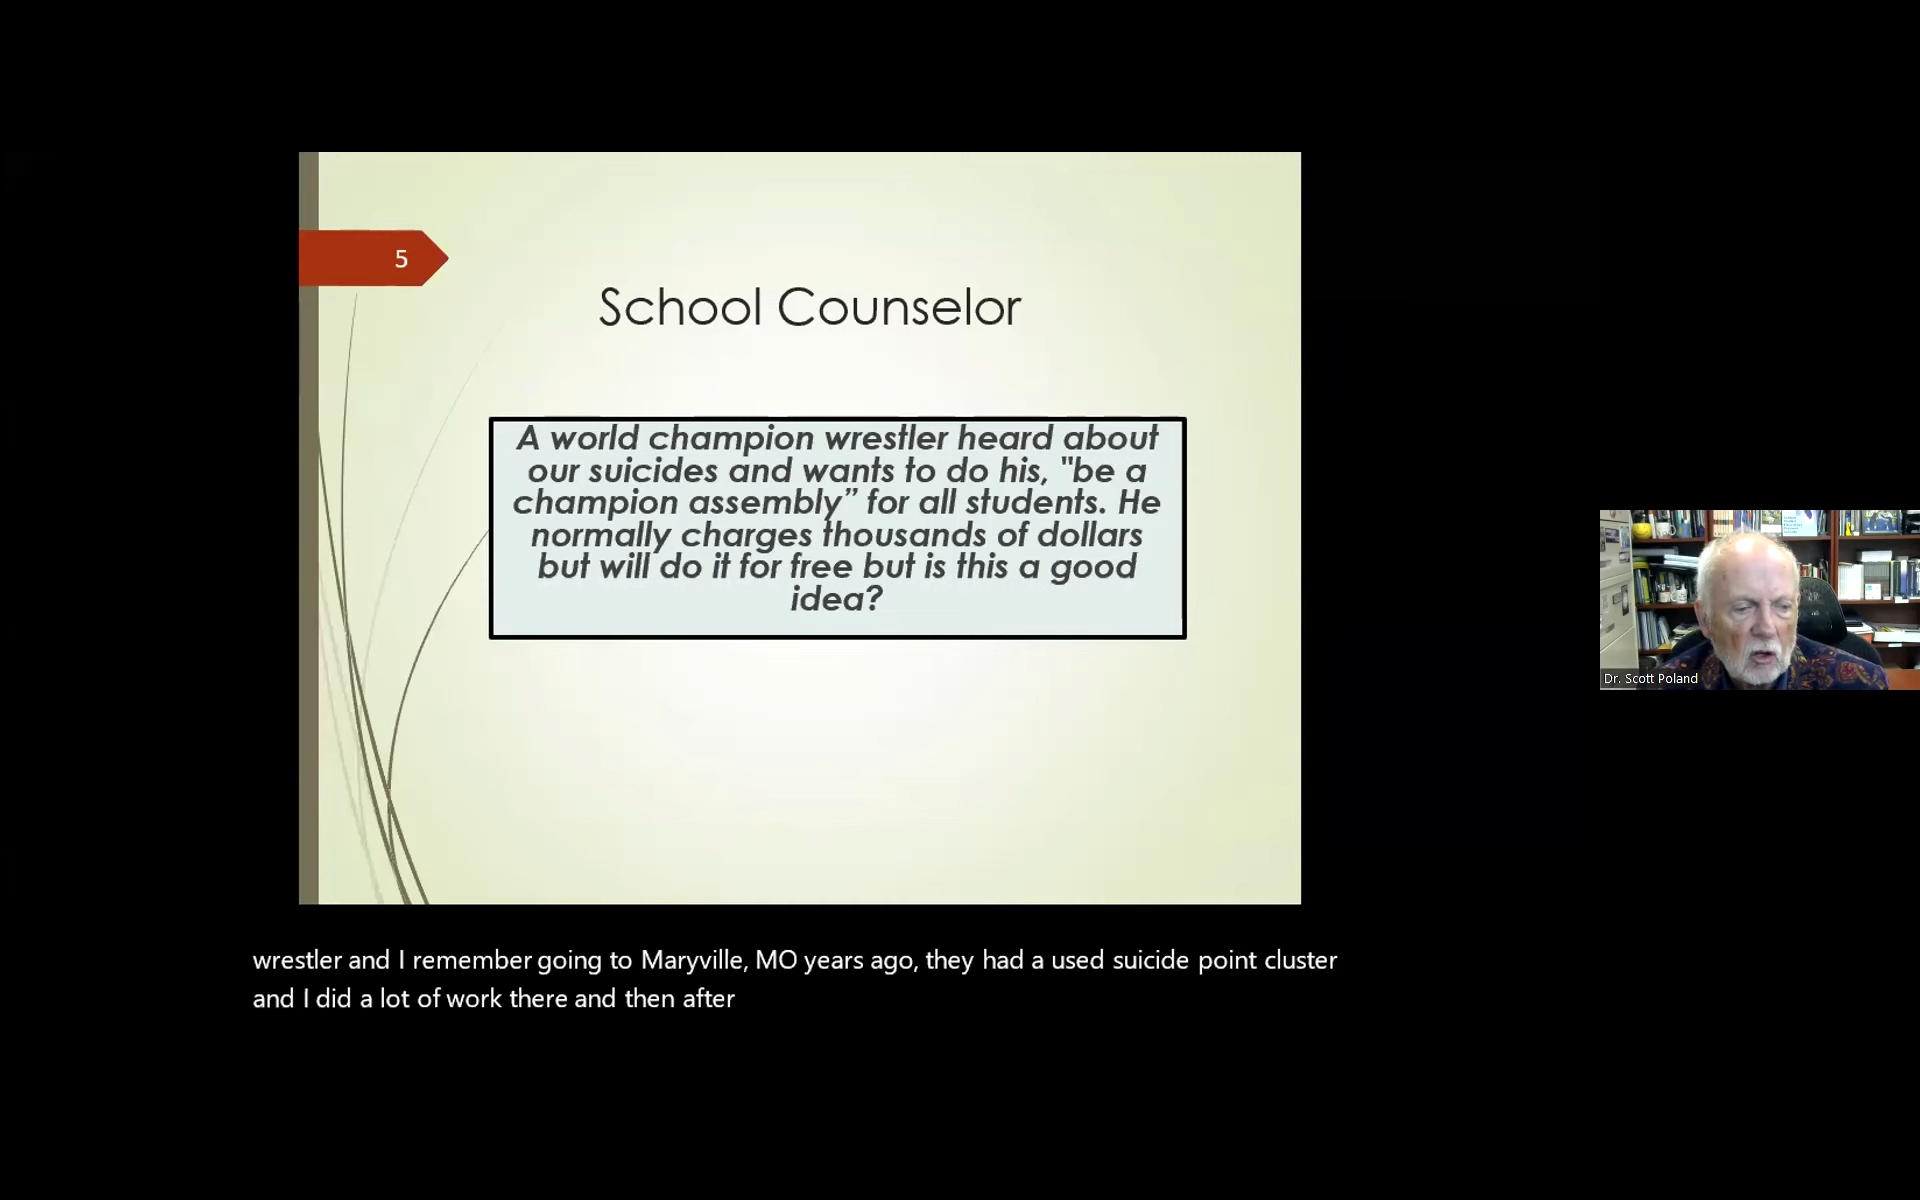 5
School Counselor
A world champion wrestler heard about
our suicides and wants to do his, "be a
champion assembly” for all students. He
normally charges thousands of dollars
but will do it for free but is this a good
idea?
Dr. Scott Poland
wrestler and I remember going to Maryville, MO years ago, they had a used suicide point cluster
and I did a lot of work there and then after